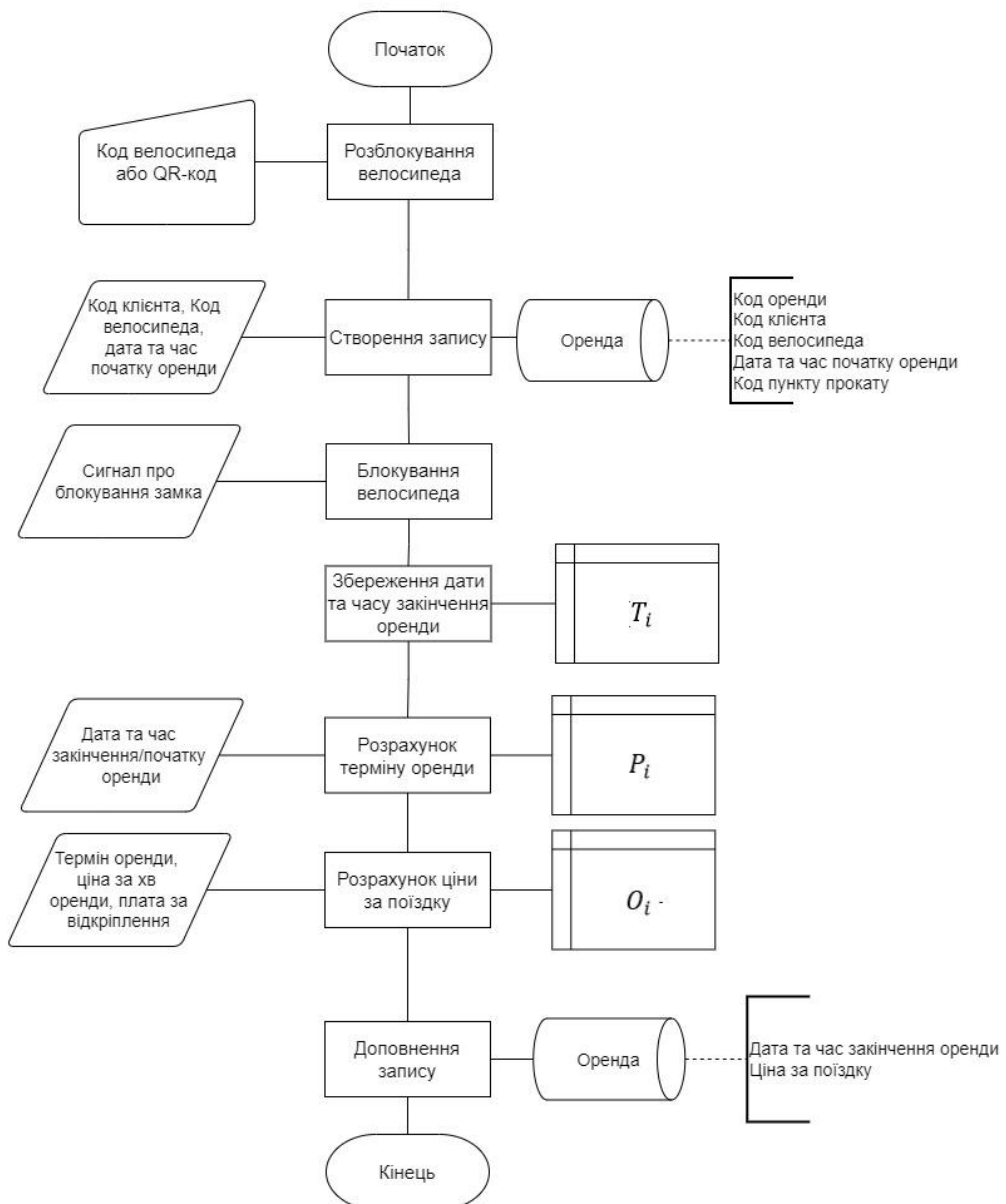 Початок
Код велосипеда
або QR-код
Розблокування
велосипеда
Код клієнта, Код
велосипеда,
дата та час
початку оренди
Створення запису
Оренда
Код оренди
Код клієнта
Код велосипеда
Дата та час початку оренди
Код пункту прокату
Сигнал про
блокування замка
Блокування
велосипеда
Збереження дати
та часу закінчення
оренди
T_i
Дата та час
закінчення/початку
оренди
Розрахунок
терміну оренди
P_i
Термін оренди,
ціна за хв
оренди, плата за
відкріплення
Розрахунок ціни
за поїздку
O_i
Доповнення
запису
Оренда
Дата та час закінчення оренди
Ціна за поїздку
Кінець